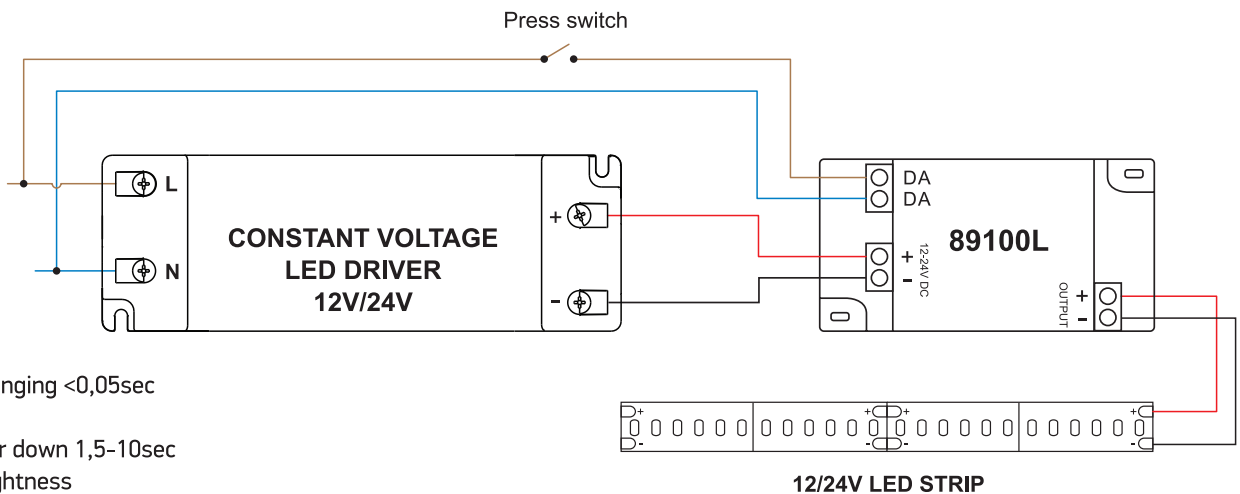 Press switch
L
N
CONSTANT VOLTAGE
LED DRIVER
12V/24V
+
-
DA
DA
+
-
12-24V DC
89100L
OUTPUT
+
-
nging <0,05sec
r down 1,5-10sec
ghtness
+ + + +
- - - -
12/24V LED STRIP